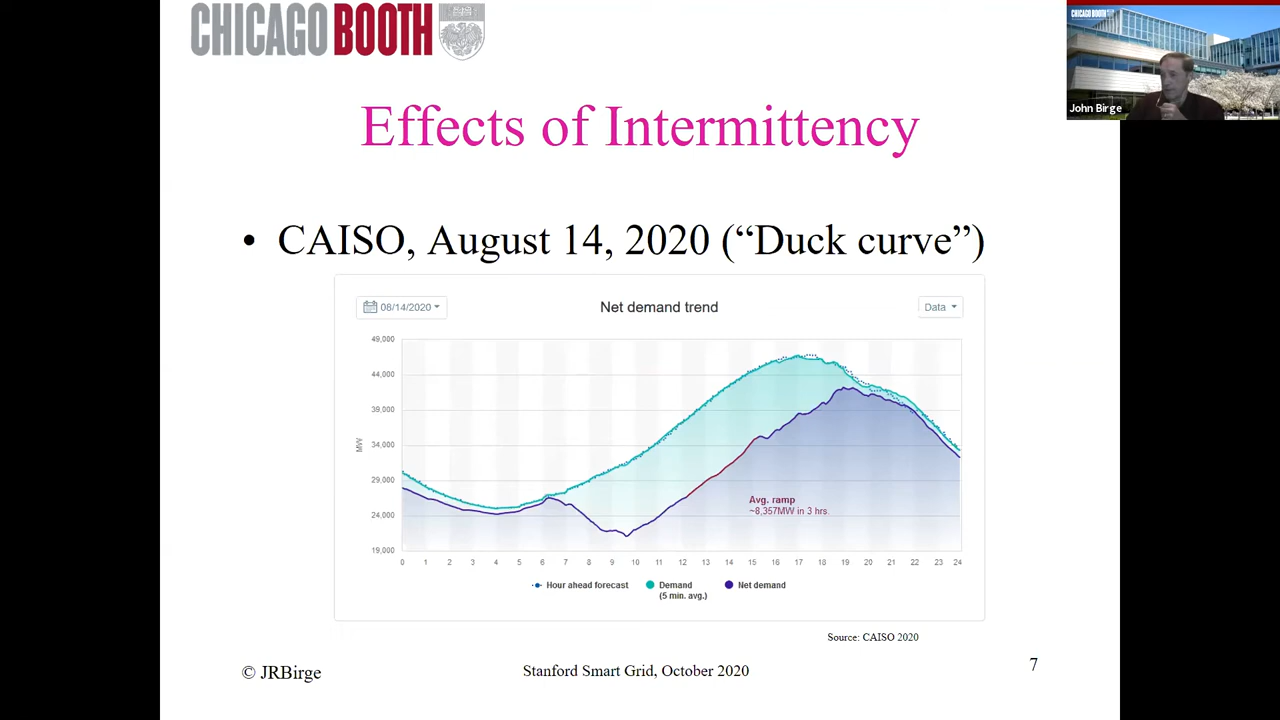 CHICAGO BOOTH
CHICAGO BOOTH
John Birge
Effects of Intermittency
• CAISO, August 14, 2020 (“Duck curve”)
08/14/2020
Net demand trend
Data
49,000
44,000
39,000
34,000
29,000
24,000
19,000
MW
Avg. ramp
~8,357MW in 3 hrs.
0 1 2 3 4 5 6 7 8 9 10 11 12 13 14 15 16 17 18 19 20 21 22 23 24
Hour ahead forecast Demand Net demand
(5 min. avg.)
Source: CAISO 2020
© JRBirge
Stanford Smart Grid, October 2020
7